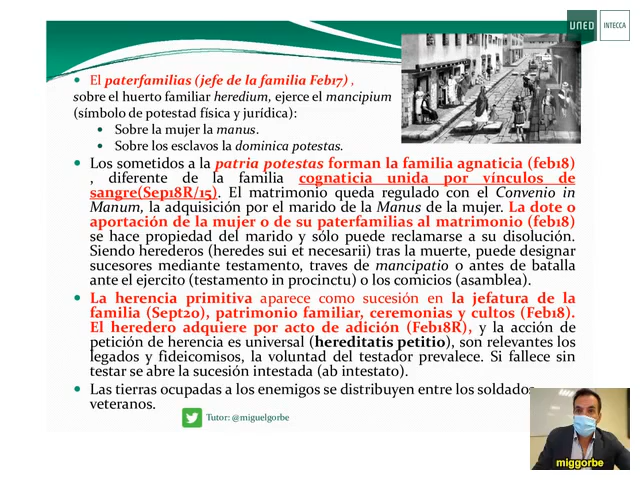 UNED INTECCA
• El paterfamilias (jefe de la familia Feb17) ,
sobre el huerto familiar heredium, ejerce el mancipium
(símbolo de potestad física y jurídica):
• Sobre la mujer la manus.
• Sobre los esclavos la dominica potestas.
• Los sometidos a la patria potestas forman la familia agnaticia (feb18)
, diferente de la familia cognaticia unida por vínculos de
sangre(Sep18R/15). El matrimonio queda regulado con el Convenio in
Manum, la adquisición por el marido de la Manus de la mujer. La dote o
aportación de la mujer o de su paterfamilias al matrimonio (feb18)
se hace propiedad del marido y sólo puede reclamarse a su disolución.
Siendo herederos (heredes sui et necesarii) tras la muerte, puede designar
sucesores mediante testamento, traves de mancipatio o antes de batalla
ante el ejercito (testamento in procinctu) o los comicios (asamblea).
• La herencia primitiva aparece como sucesión en la jefatura de la
familia (Sept20), patrimonio familiar, ceremonias y cultos (Feb18).
El heredero adquiere por acto de adición (Feb18R), y la acción de
petición de herencia es universal (hereditatis petitio), son relevantes los
legados y fideicomisos, la voluntad del testador prevalece. Si fallece sin
testar se abre la sucesión intestada (ab intestato).
• Las tierras ocupadas a los enemigos se distribuyen entre los soldados
veteranos.
Tutor: @miguelgorbe
miggorbe